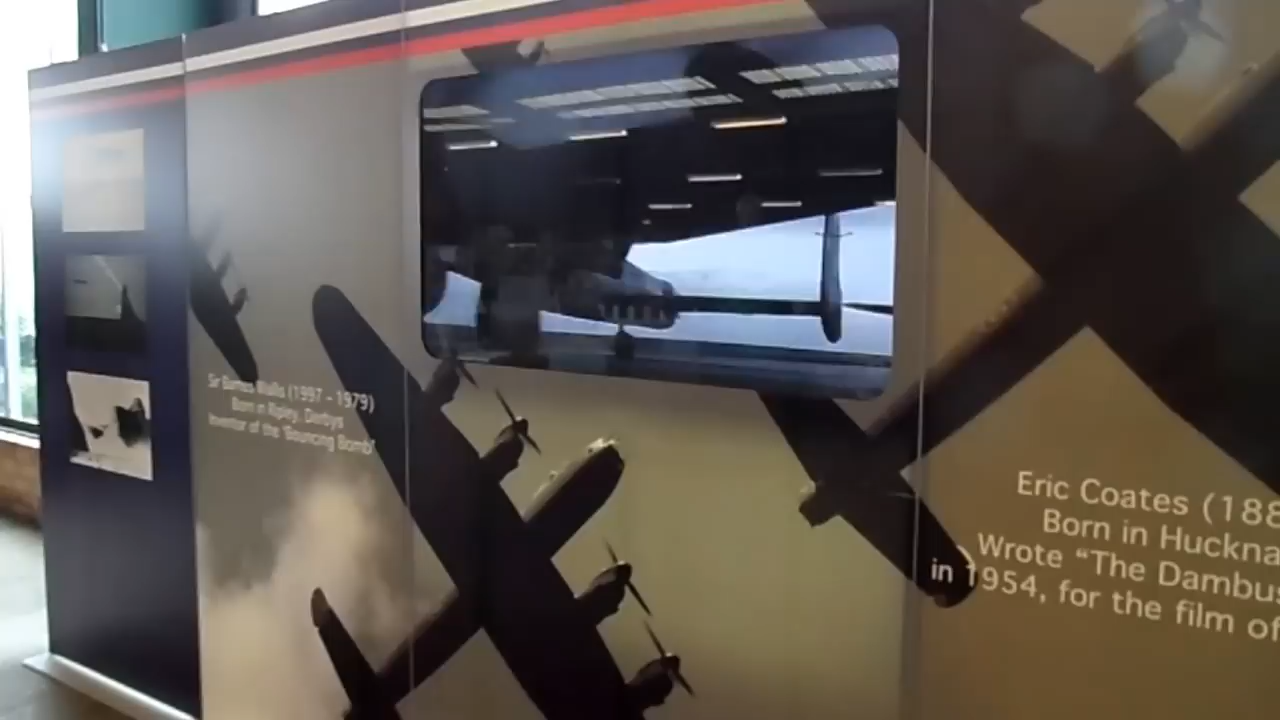 Sir Barnes Wallis (1997 - 1979)
Born in Ripley, Derbys
Inventor of the 'Bouncing Bomb'
Eric Coates (188
Born in Huckna
Wrote “The Dambus
in 1954, for the film of